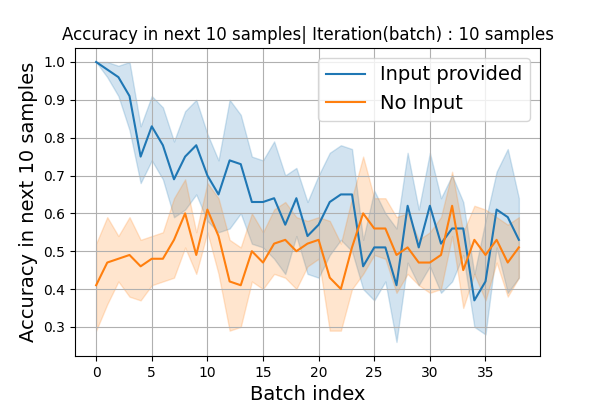 Accuracy in next 10 samples| Iteration(batch) : 10 samples
Input provided
No Input
Accuracy in next 10 samples
1.0
0.9
0.8
0.7
0.6
0.5
0.4
0.3
0 5 10 15 20 25 30 35
Batch index